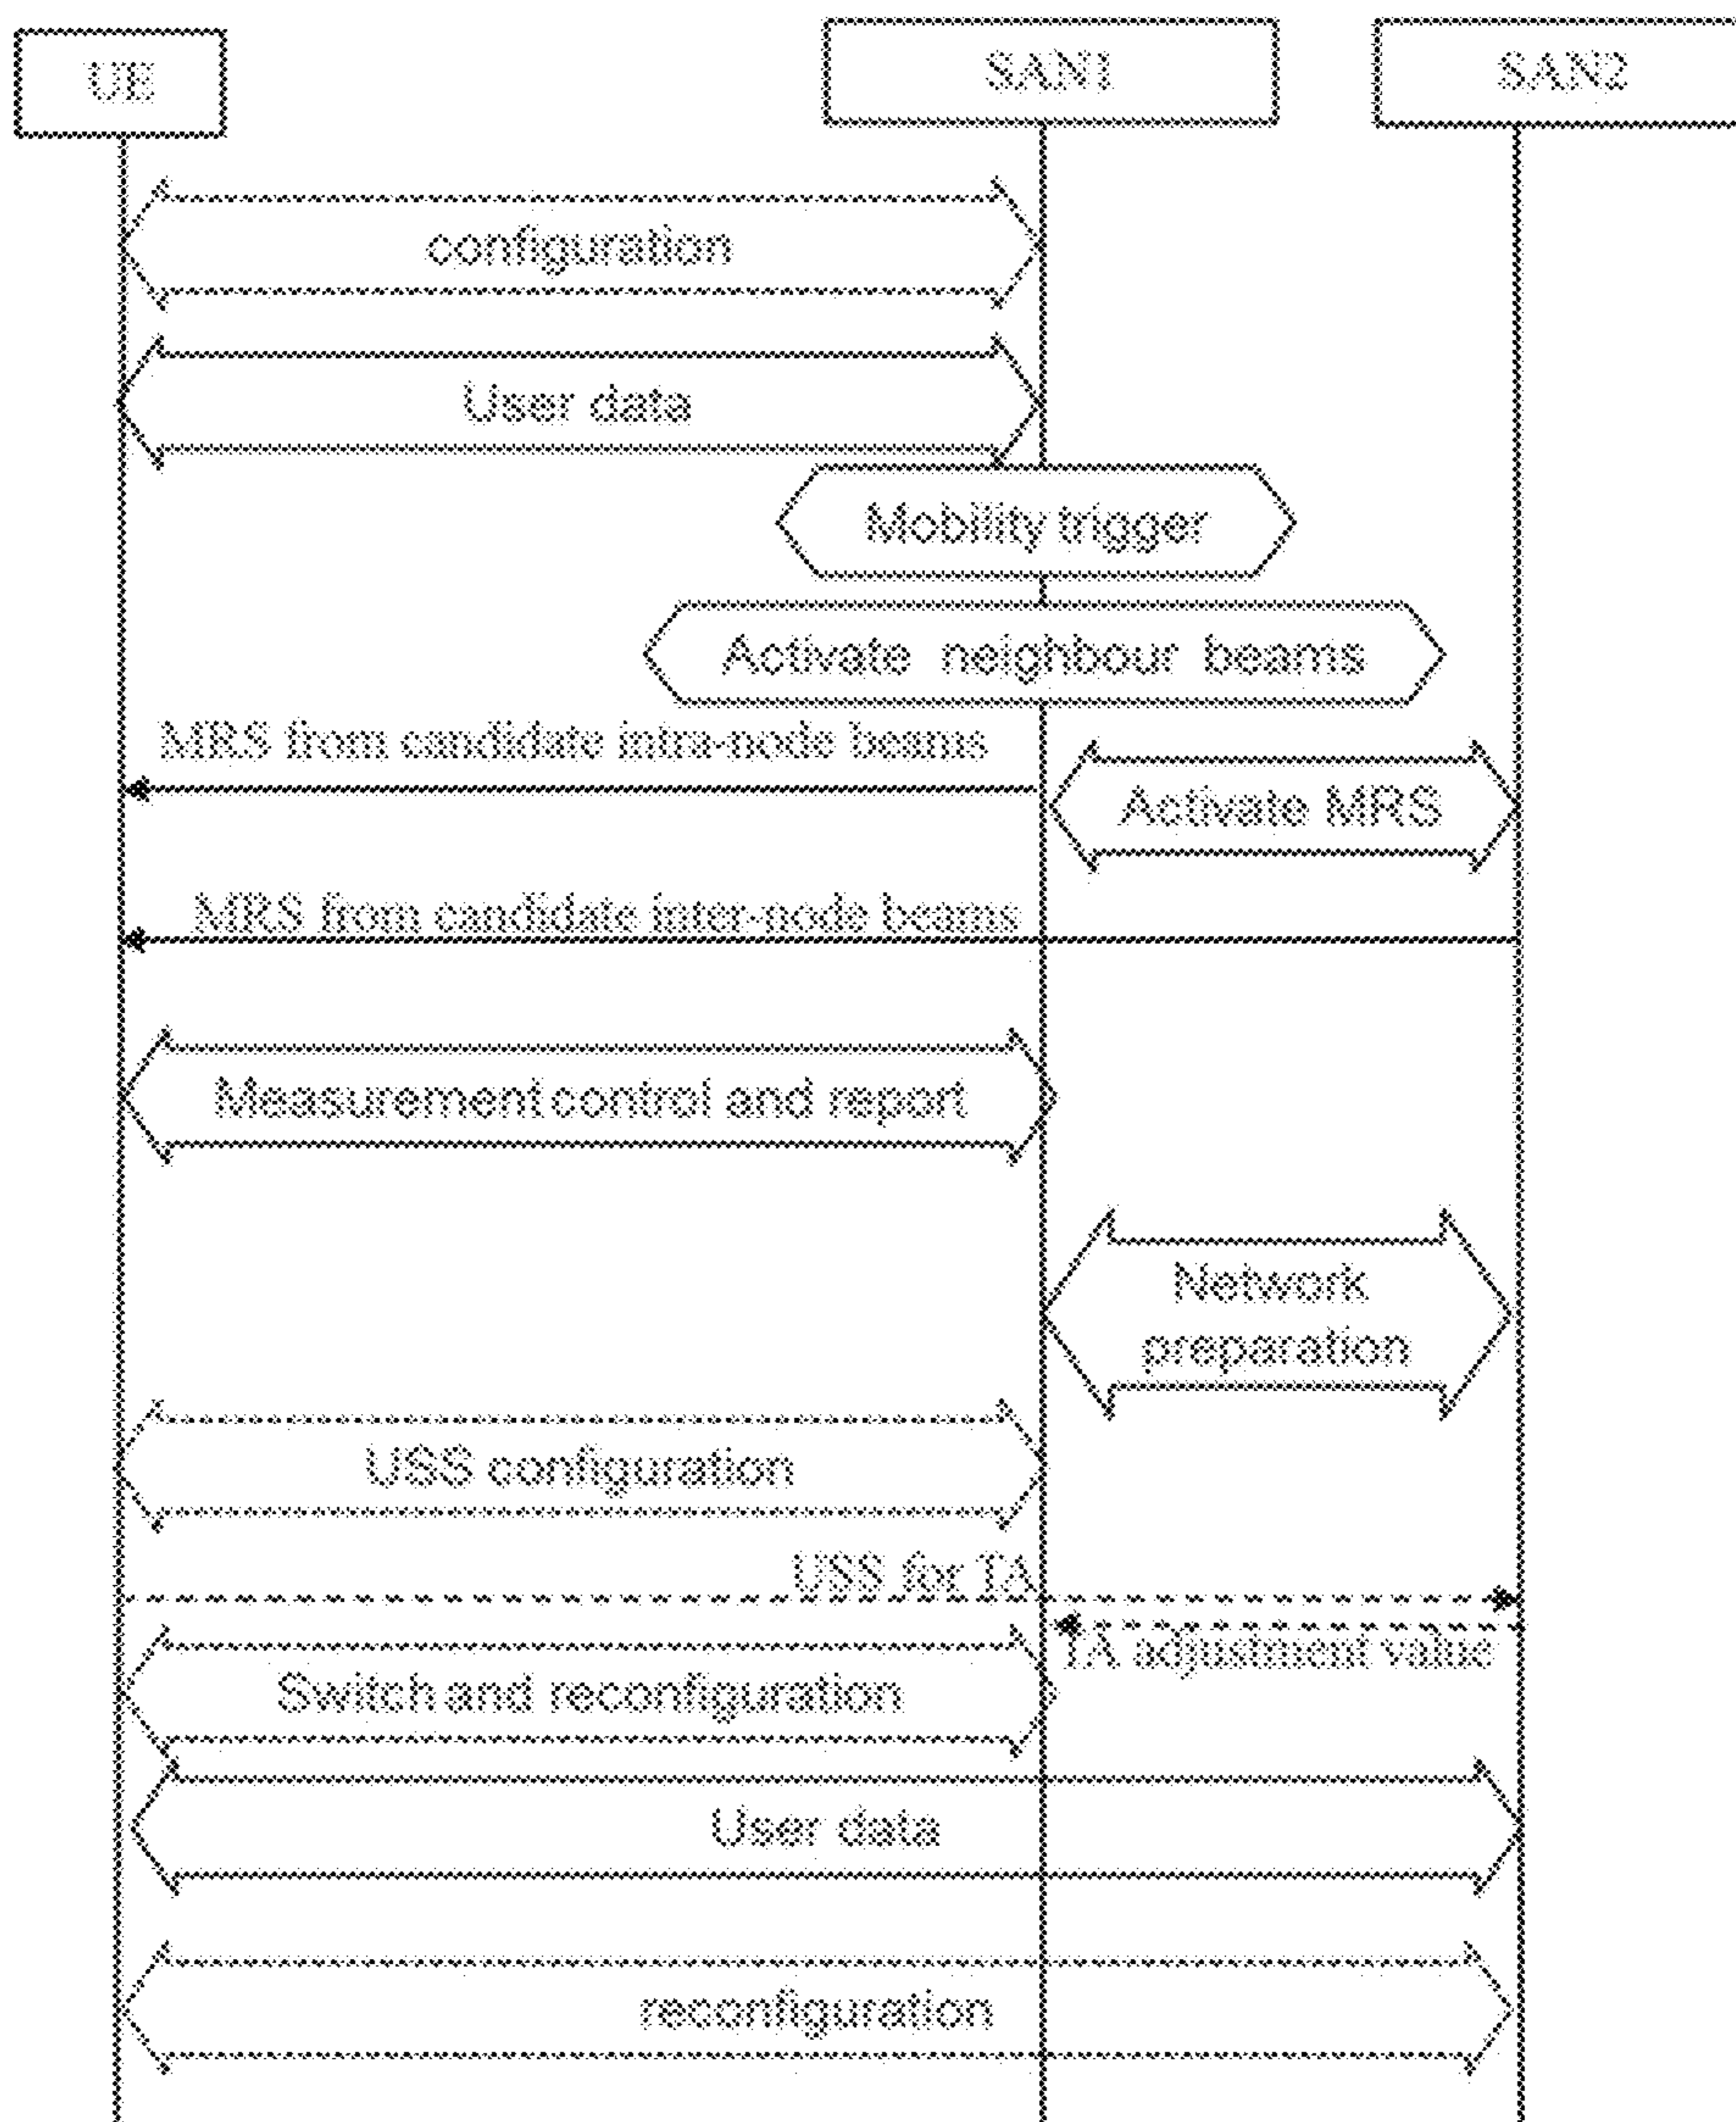 UE
SAN1
SAN2
configuration
User data
Mobility trigger
Activate neighbour beams
MRS from candidate intra-node beams
Activate MRS
MRS from candidate inter-node beams
Measurement control and report
Network
preparation
USS configuration
USS for TA
TA adjustment value
Switch and reconfiguration
User data
reconfiguration